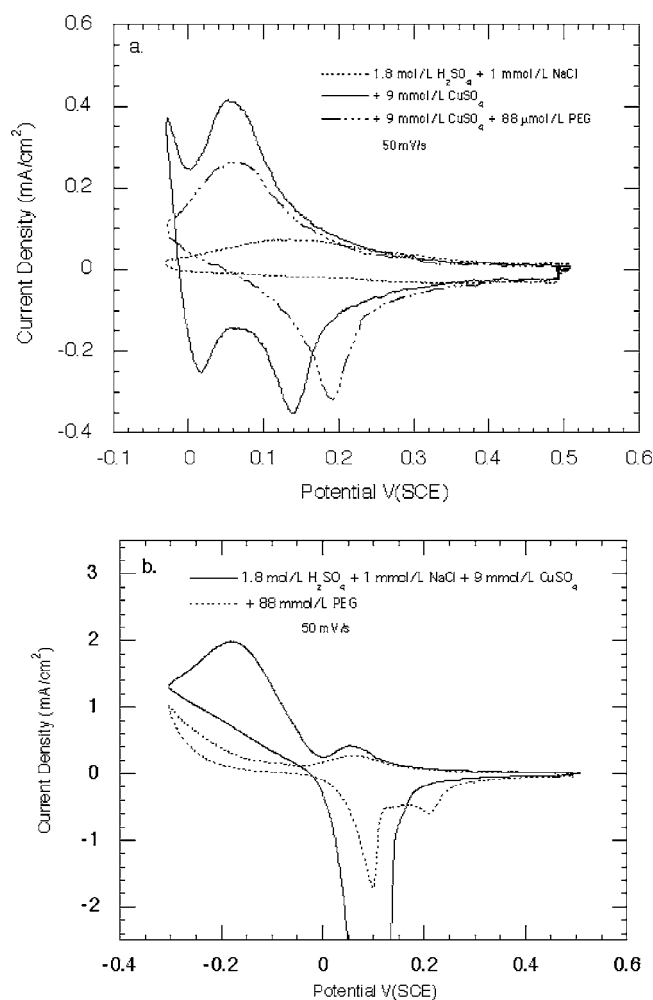 a.
0.6
0.4
0.2
0
-0.2
-0.4
Current Density (mA/cm²)
1.8 mol/L H₂SO₄ + 1 mmol/L NaCl
+ 9 mmol/L CuSO₄
+ 9 mmol/L CuSO₄ + 88 μmol/L PEG
50 mV/s
-0.1 0 0.1 0.2 0.3 0.4 0.5 0.6
Potential V(SCE)
b.
3
2
1
0
-1
-2
Current Density (mA/cm²)
1.8 mol/L H₂SO₄ + 1 mmol/L NaCl + 9 mmol/L CuSO₄
+ 88 mmol/L PEG
50 mV/s
-0.4 -0.2 0 0.2 0.4 0.6
Potential V(SCE)